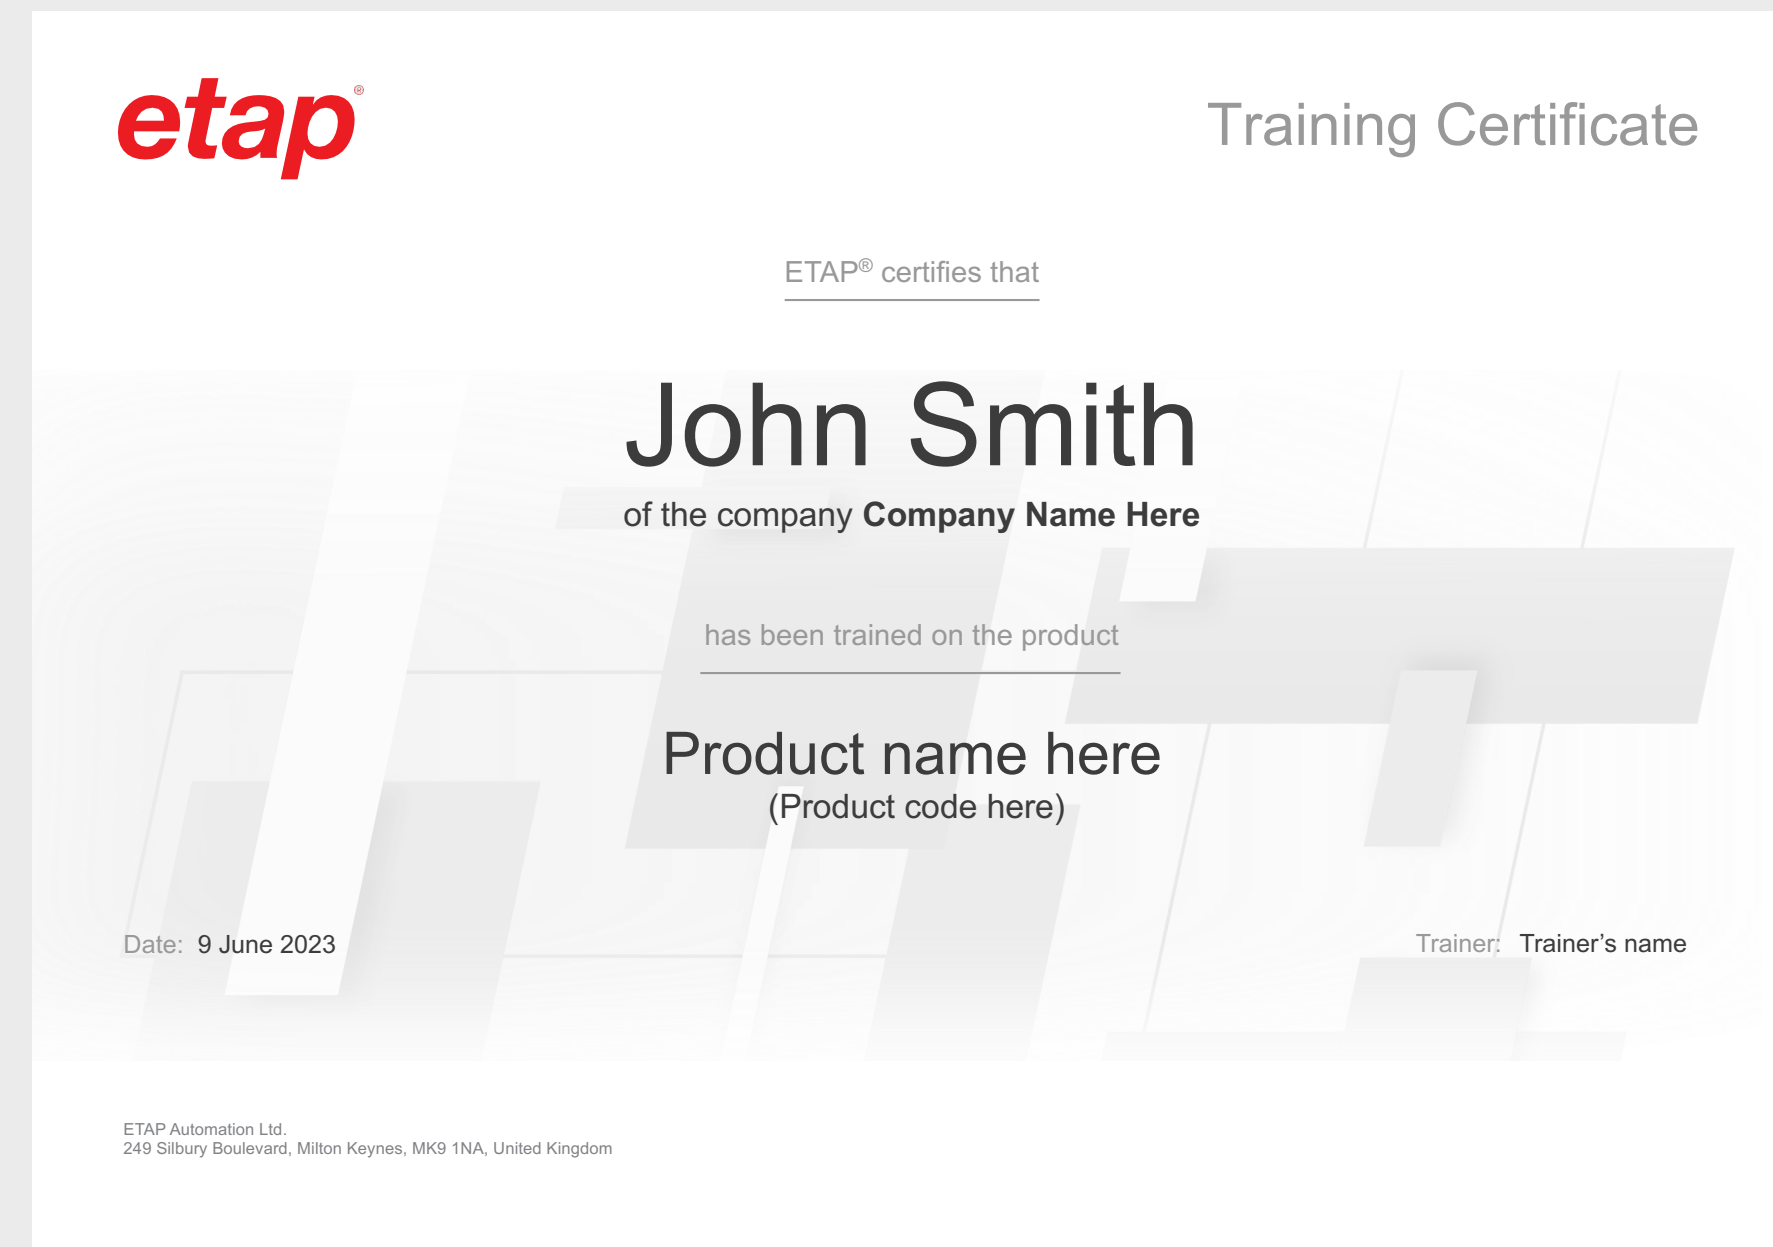 etap®
Training Certificate
ETAP® certifies that
John Smith
of the company Company Name Here
has been trained on the product
Product name here
(Product code here)
Date: 9 June 2023
Trainer: Trainer’s name
ETAP Automation Ltd.
249 Silbury Boulevard, Milton Keynes, MK9 1NA, United Kingdom